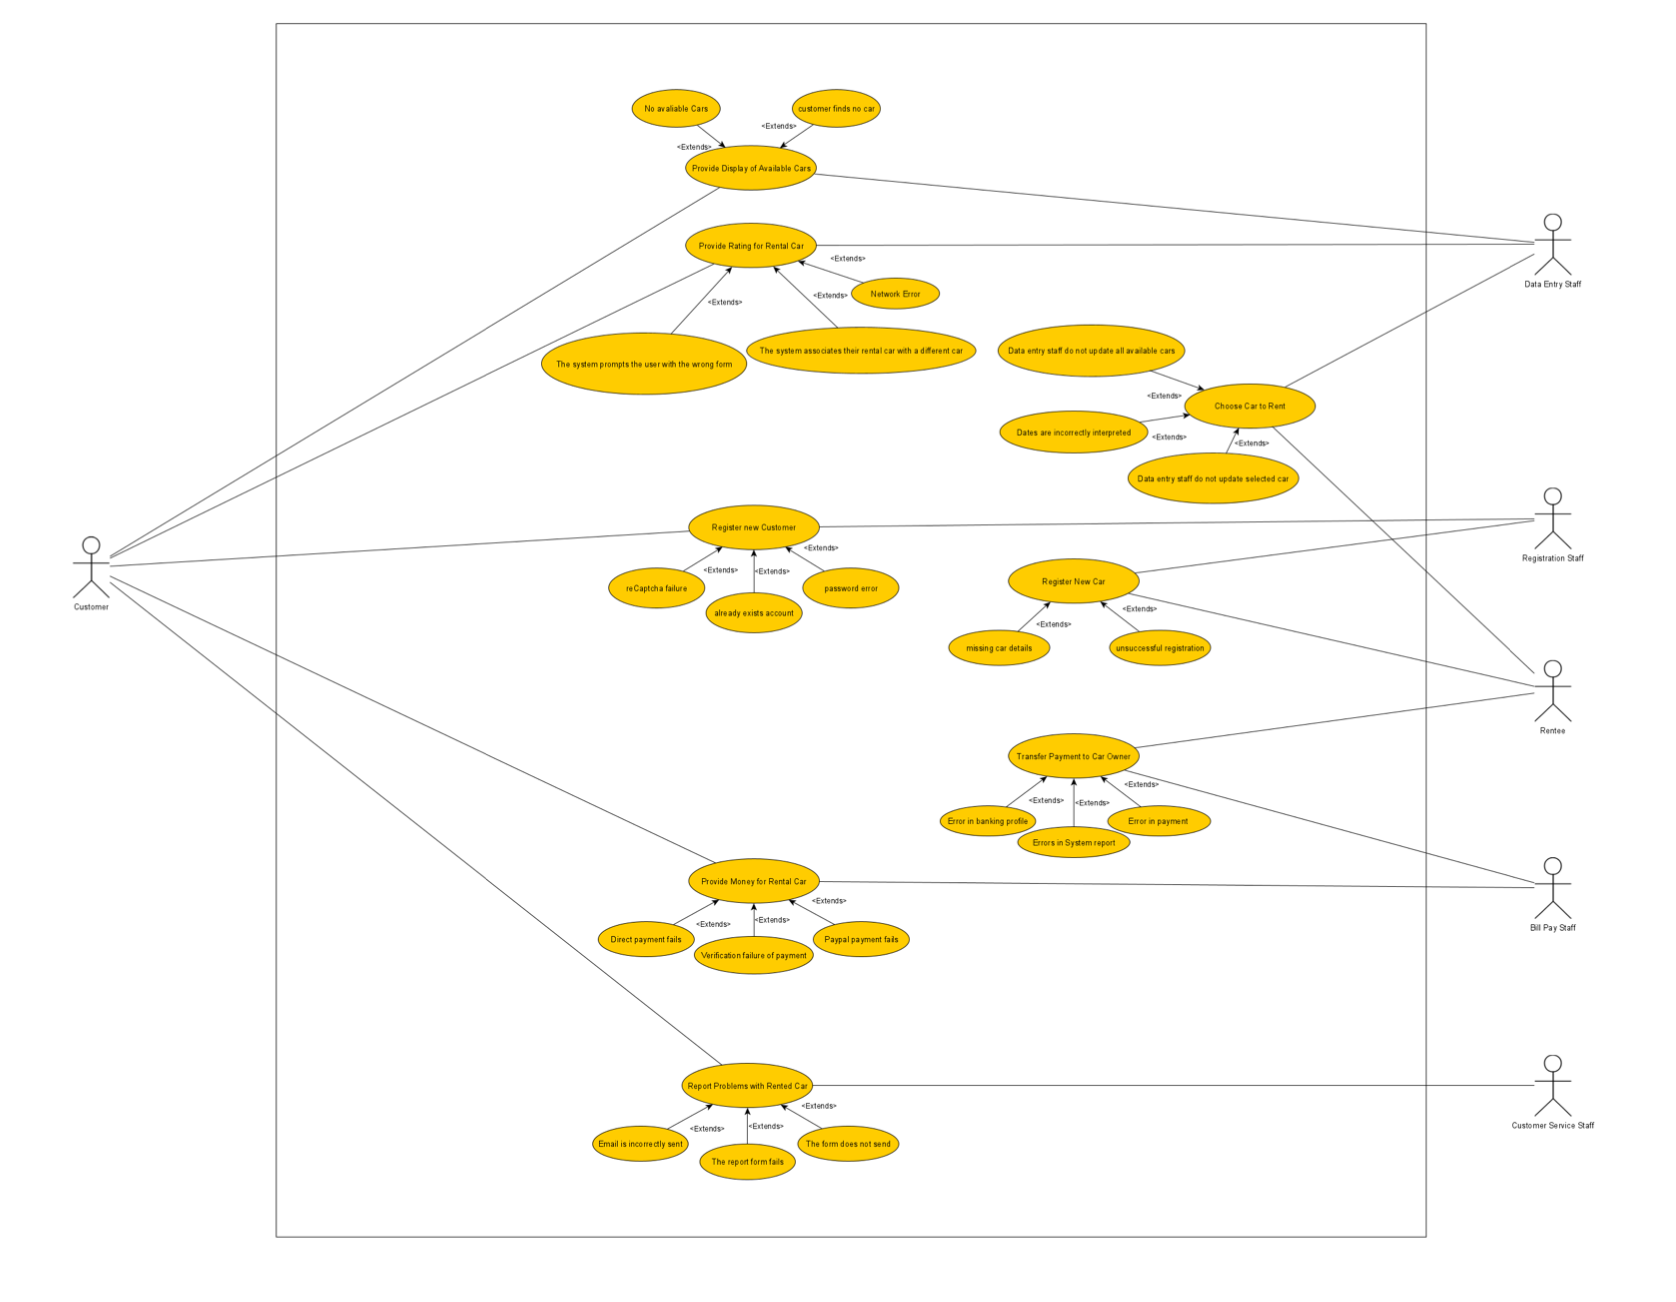 No avaliable Cars
customer finds no car
<Extends>
<Extends>
Provide Display of Available Cars
Provide Rating for Rental Car
<Extends>
Network Error
<Extends>
<Extends>
The system prompts the user with the wrong form
The system associates their rental car with a different car
Data Entry Staff
Data entry staff do not update all available cars
<Extends>
Choose Car to Rent
Dates are incorrectly interpreted
<Extends>
<Extends>
Data entry staff do not update selected car
Register new Customer
<Extends>
<Extends>
<Extends>
reCaptcha failure
already exists account
password error
Registration Staff
Customer
Register New Car
<Extends>
<Extends>
missing car details
unsuccessful registration
Rentee
Transfer Payment to Car Owner
<Extends>
<Extends>
<Extends>
Error in banking profile
Errors in System report
Error in payment
Provide Money for Rental Car
<Extends>
<Extends>
<Extends>
Direct payment fails
Verification failure of payment
Paypal payment fails
Bill Pay Staff
Report Problems with Rented Car
<Extends>
<Extends>
<Extends>
Email is incorrectly sent
The report form fails
The form does not send
Customer Service Staff